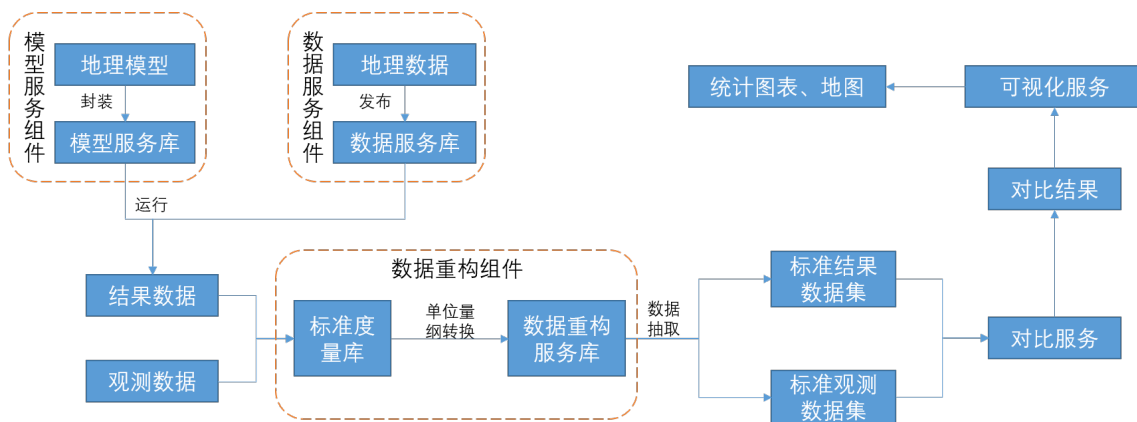 模型服务组件
地理模型
封装
模型服务库
数据服务组件
地理数据
发布
数据服务库
运行
结果数据
观测数据
数据重构组件
标准度
量库
单位量
纲转换
数据重构
服务库
数据
抽取
标准结果
数据集
标准观测
数据集
对比服务
对比结果
可视化服务
统计图表、地图